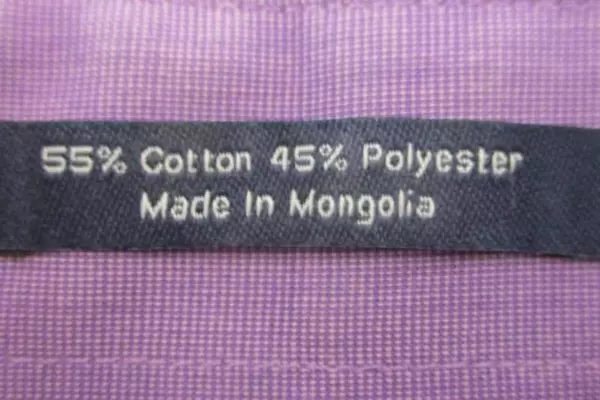 55% Cotton 45% Polyester
Made In Mongolia